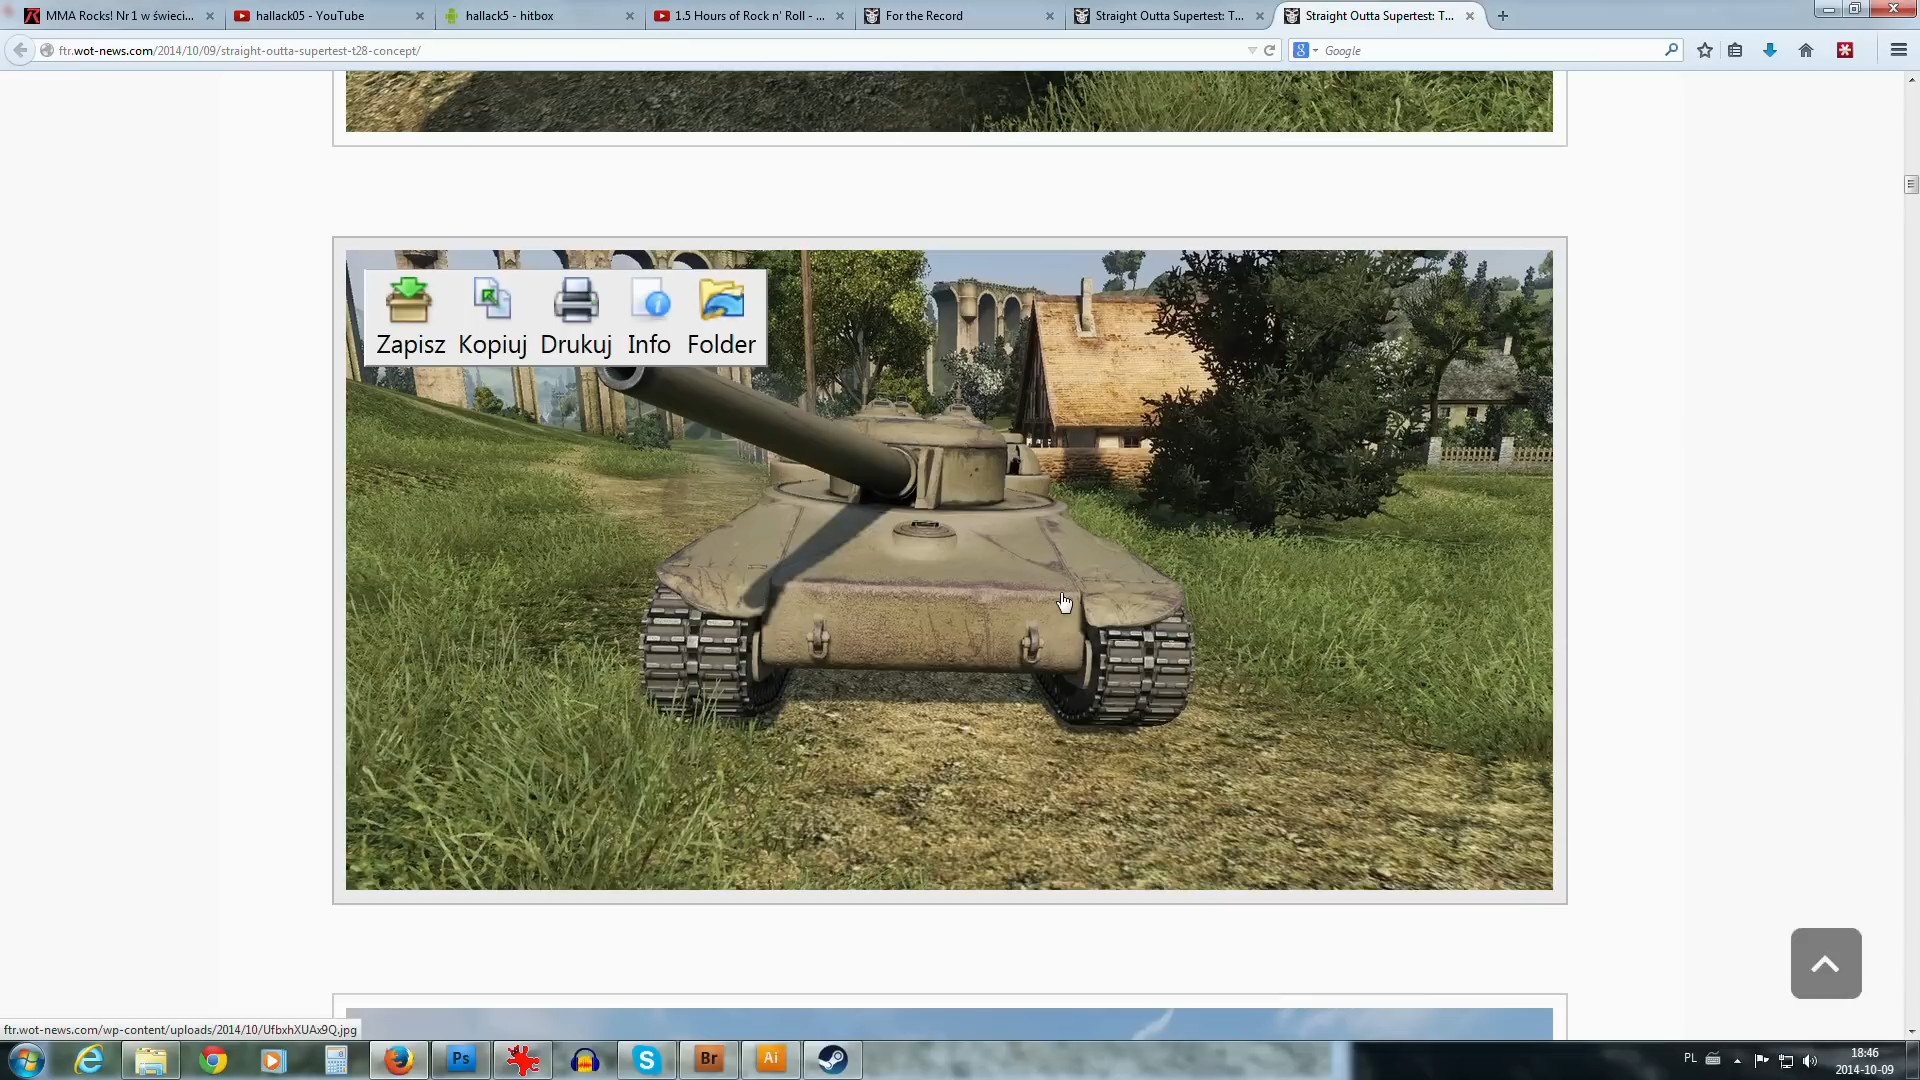 MMA Rocks! Nr 1 w świeci...
hallack05 - YouTube
hallack5 - hitbox
1.5 Hours of Rock n' Roll - ...
For the Record
Straight Outta Supertest: T...
Straight Outta Supertest: T...
ftr.wot-news.com/2014/10/09/straight-outta-supertest-t28-concept/
Google
Zapisz Kopiuj Drukuj Info Folder
ftr.wot-news.com/wp-content/uploads/2014/10/UfbxhXUAx9Q.jpg
Ps
Br
Ai
PL
18:46
2014-10-09